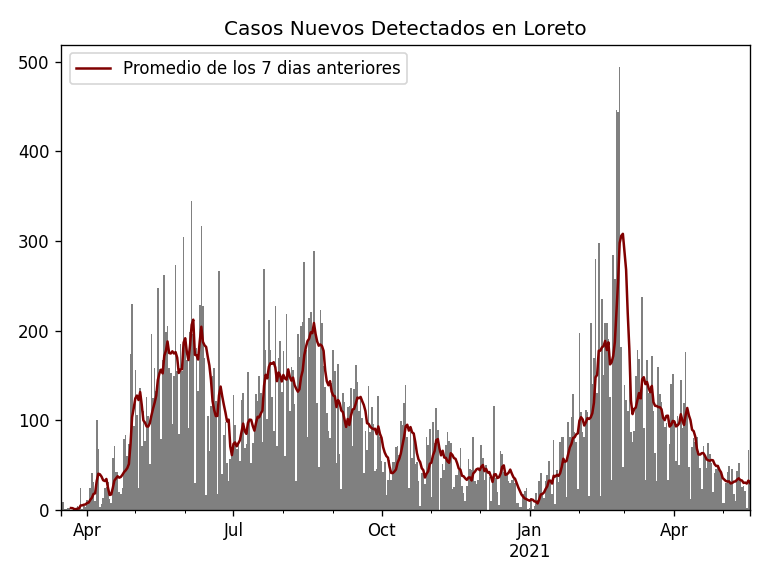 Casos Nuevos Detectados en Loreto
Promedio de los 7 dias anteriores
500
400
300
200
100
0
Apr Jul Oct Jan Apr
2021